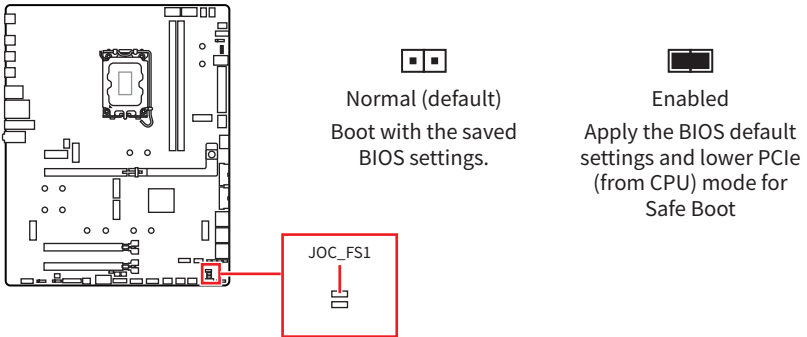 Normal (default)
Boot with the saved
BIOS settings.
Enabled
Apply the BIOS default
settings and lower PCIe
(from CPU) mode for
Safe Boot
JOC_FS1